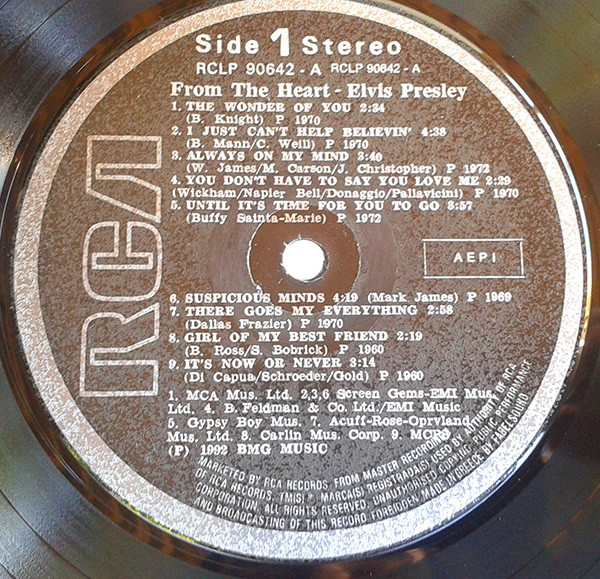 Side 1 Stereo
RCLP 90642 - A RCLP 90642 - A
From The Heart - Elvis Presley
1. THE WONDER OF YOU 2:34
(B. Knight) P 1970
2. I JUST CAN'T HELP BELIEVIN' 4:36
(B. Mann/C. Weill) P 1970
3. ALWAYS ON MY MIND 3:40
(W. James/M. Carson/J. Christopher) P 1972
4. YOU DON'T HAVE TO SAY YOU LOVE ME 2:29
(Wickham/Napier Bell/Donaggio/Pallavicini) P 1970
5. UNTIL IT'S TIME FOR YOU TO GO 3:57
(Buffy Sainta-Marie) P 1972
RCA
AEPI
6. SUSPICIOUS MINDS 4:19 (Mark James) P 1969
7. THERE GOES MY EVERYTHING 2:58
(Dallas Frazier) P 1970
8. GIRL OF MY BEST FRIEND 2:19
(B. Ross/S. Bobrick) P 1960
9. IT'S NOW OR NEVER 3:14
(Di Capua/Schroeder/Gold) P 1960
1. MCA Mus. Ltd. 2,3,6 Screen Gems-EMI Mus.
Ltd. 4. B. Feldman & Co. Ltd./EMI Music
5. Gypsy Boy Mus. 7. Acuff-Rose-Opryland
Mus. Ltd. 8. Carlin Mus. Corp. 9. MCPS
(P) 1992 BMG MUSIC
MARKETED BY RCA RECORDS, FROM MASTER RECORDING
OF RCA RECORDS. TM(S) ® MARCA(S) REGISTRADA(S) USED BY AUTHORITY OF RCA
CORPORATION. ALL RIGHTS RESERVED. UNAUTHORISED COPYING PUBLIC PERFORMANCE
AND BROADCASTING OF THIS RECORD FORBIDDEN MADE IN GREECE BY FABELSOUND